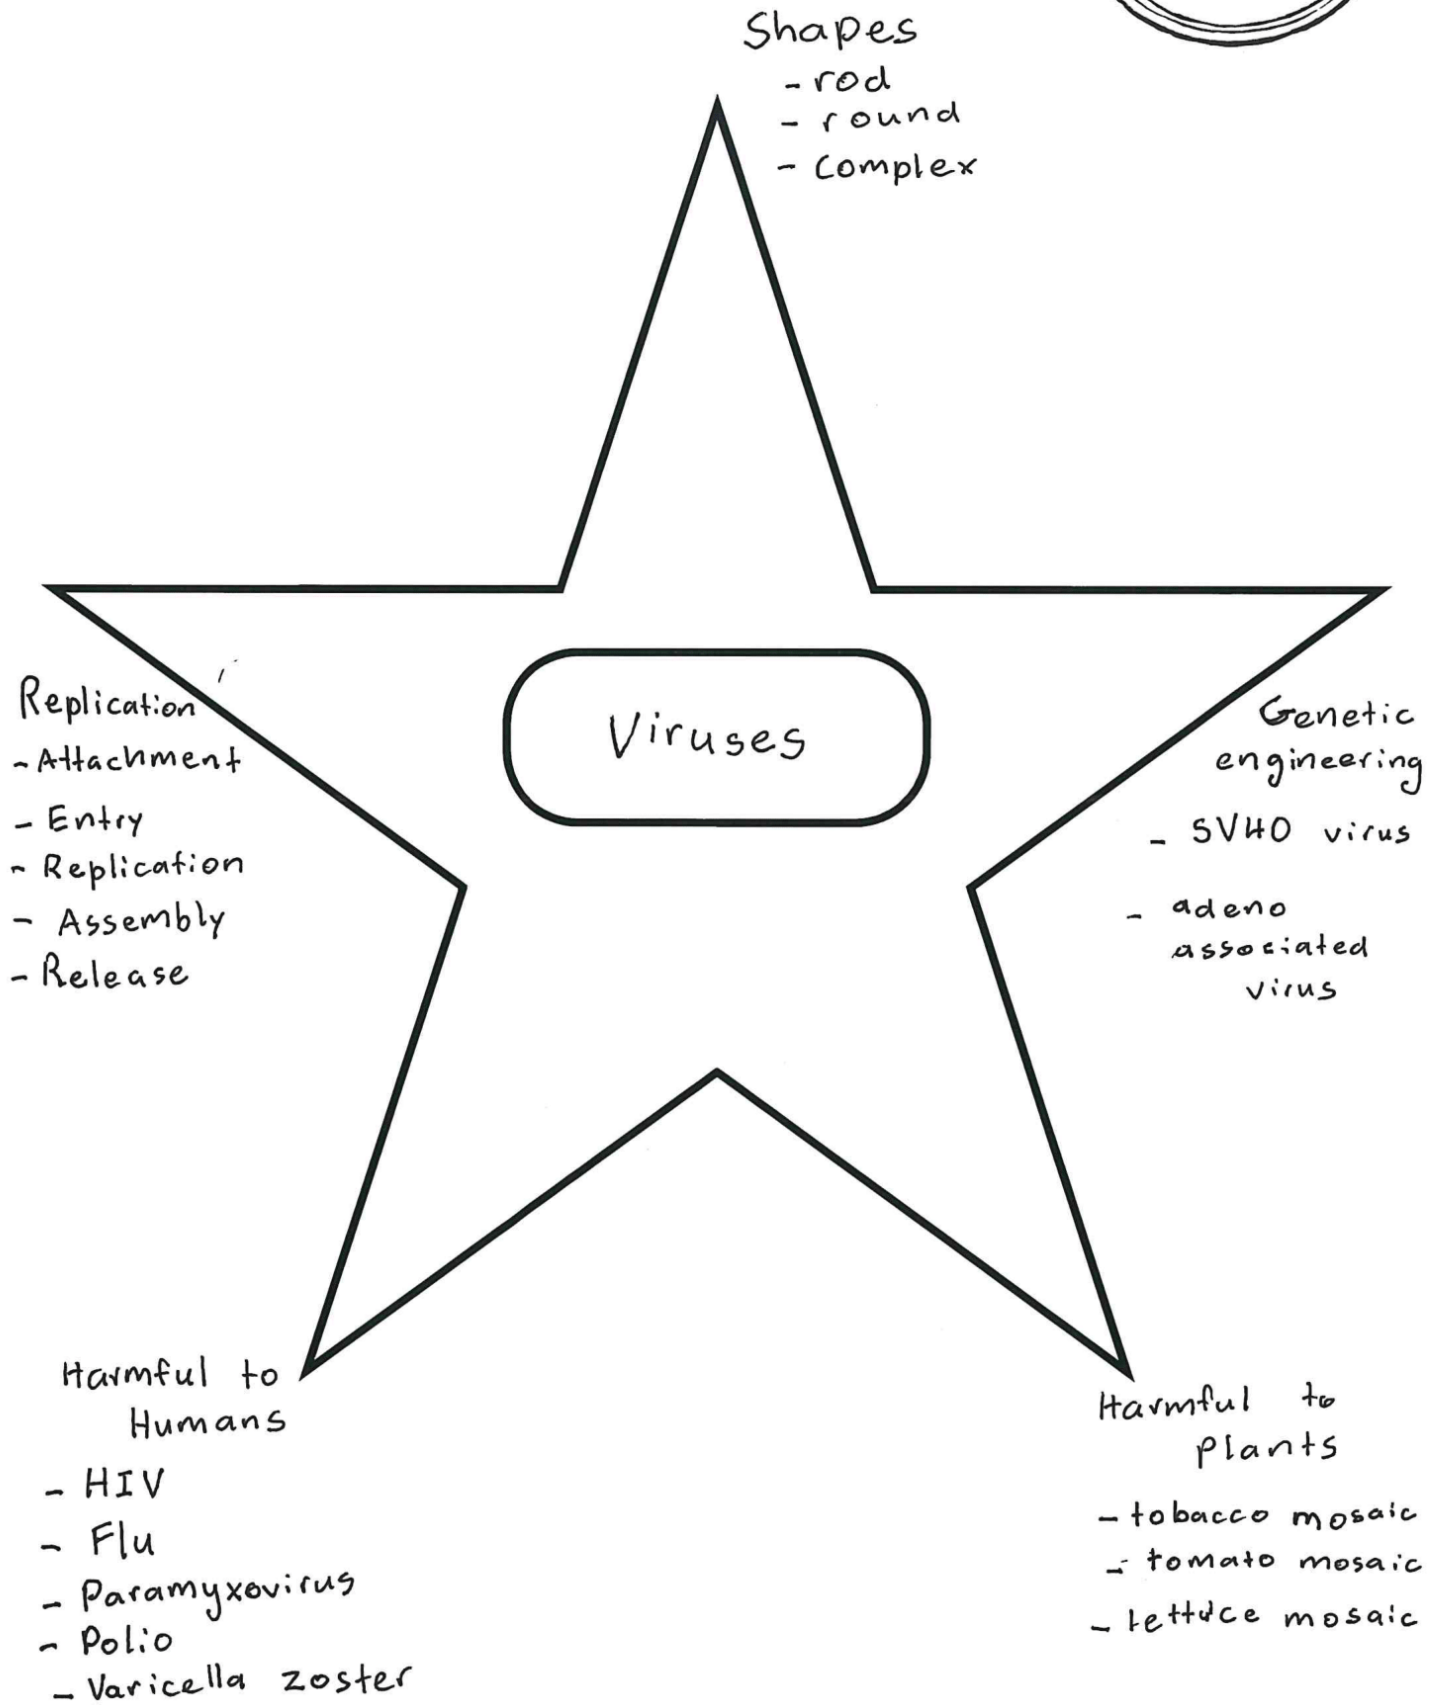 Shapes
- rod
- round
- Complex
Viruses
Replication
- Attachment
- Entry
- Replication
- Assembly
- Release
Genetic
engineering
- SV40 virus
- adeno
associated
virus
Harmful to
Humans
- HIV
- Flu
- Paramyxovirus
- Polio
- Varicella zoster
Harmful to
Plants
- tobacco mosaic
- tomato mosaic
- lettuce mosaic